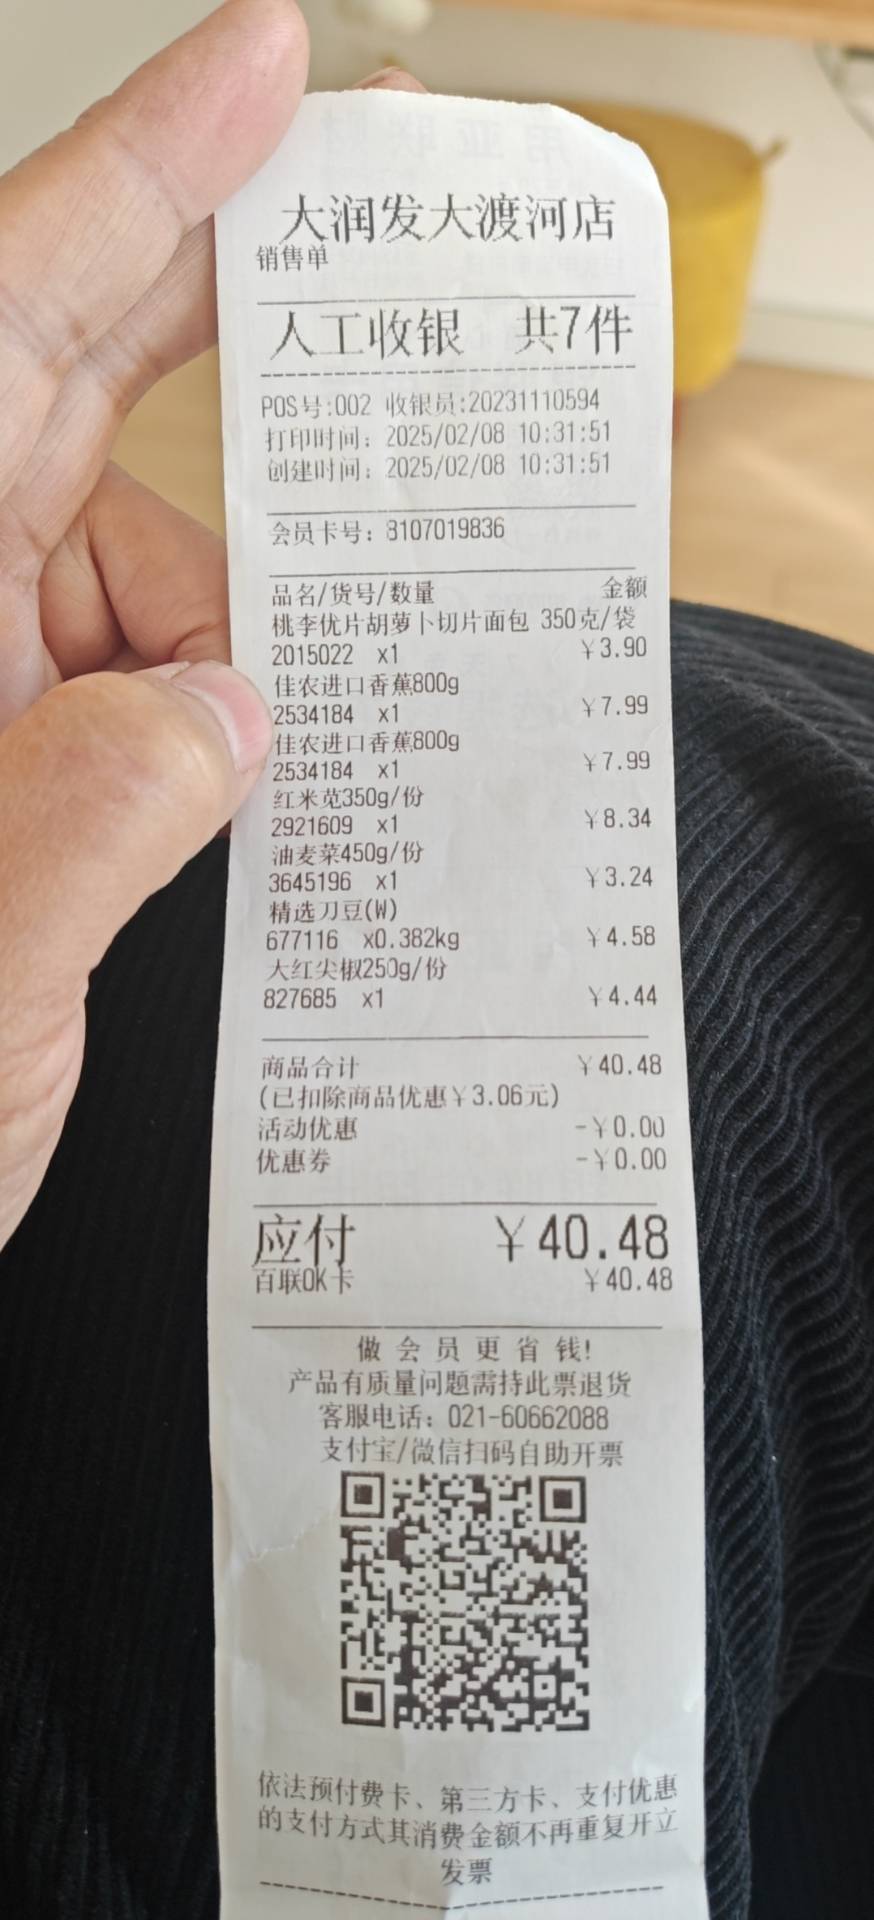 大润发大渡河店
销售单
人工收银 共7件
POS号:002 收银员:20231110594
打印时间: 2025/02/08 10:31:51
创建时间: 2025/02/08 10:31:51
会员卡号: 8107019836
品名/货号/数量 金额
桃李优片胡萝卜切片面包 350克/袋
2015022 x1 ¥3.90
佳农进口香蕉800g
2534184 x1 ¥7.99
佳农进口香蕉800g
2534184 x1 ¥7.99
红米苋350g/份
2921609 x1 ¥8.34
油麦菜450g/份
3645196 x1 ¥3.24
精选刀豆(W)
677116 x0.382kg ¥4.58
大红尖椒250g/份
827685 x1 ¥4.44
商品合计 ¥40.48
(已扣除商品优惠¥3.06元)
活动优惠 -¥0.00
优惠券 -¥0.00
应付 ¥40.48
百联OK卡 ¥40.48
做会员更省钱!
产品有质量问题需持此票退货
客服电话: 021-60662088
支付宝/微信扫码自助开票
依法预付费卡、第三方卡、支付优惠
的支付方式其消费金额不再重复开立
发票